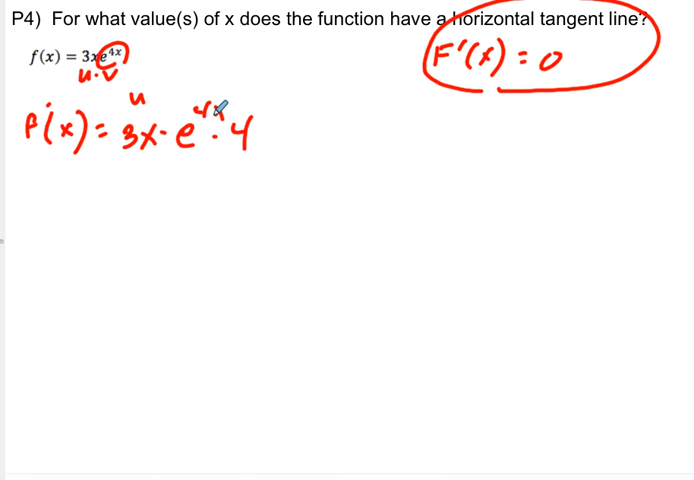 P4) For what value(s) of x does the function have a horizontal tangent line?
f(x) = 3xe^{4x}
F'(x) = 0
u·v
u
f'(x) = 3x·e^{4x}·4